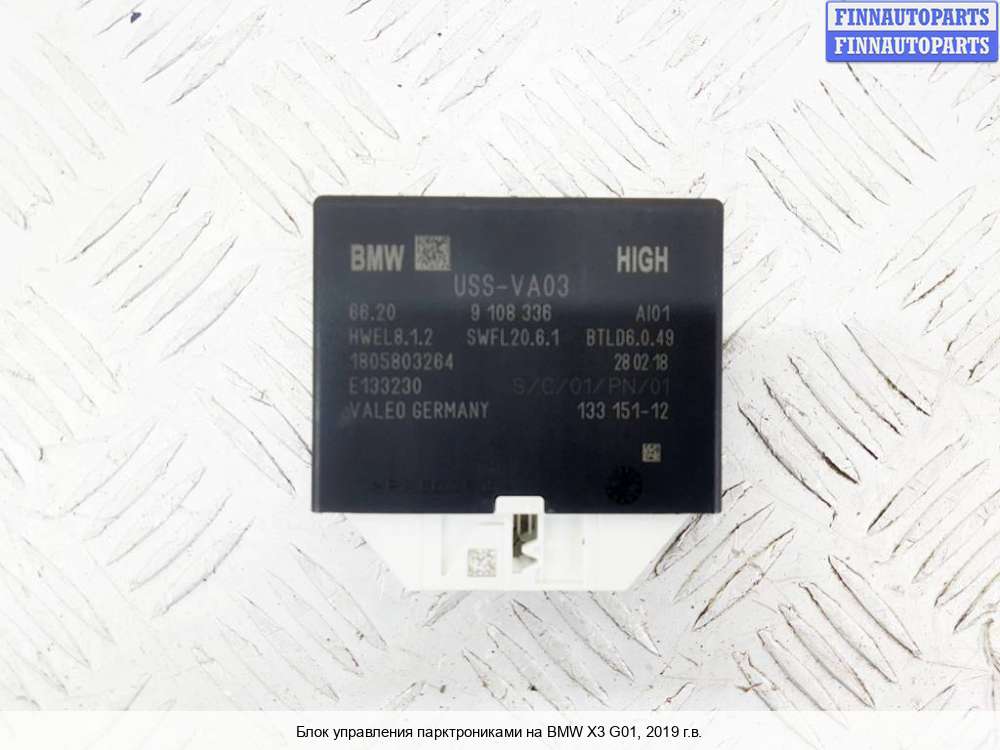 FINNAUTOPARTS
FINNAUTOPARTS
BMW HIGH
USS-VA03
66.20 9 108 336 AI01
HWEL8.1.2 SWFL20.6.1 BTLD6.0.49
1805803264 28 02 18
E133230 S/C/01/PN/01
VALEO GERMANY 133 151-12
Блок управления парктрониками на BMW X3 G01, 2019 г.в.